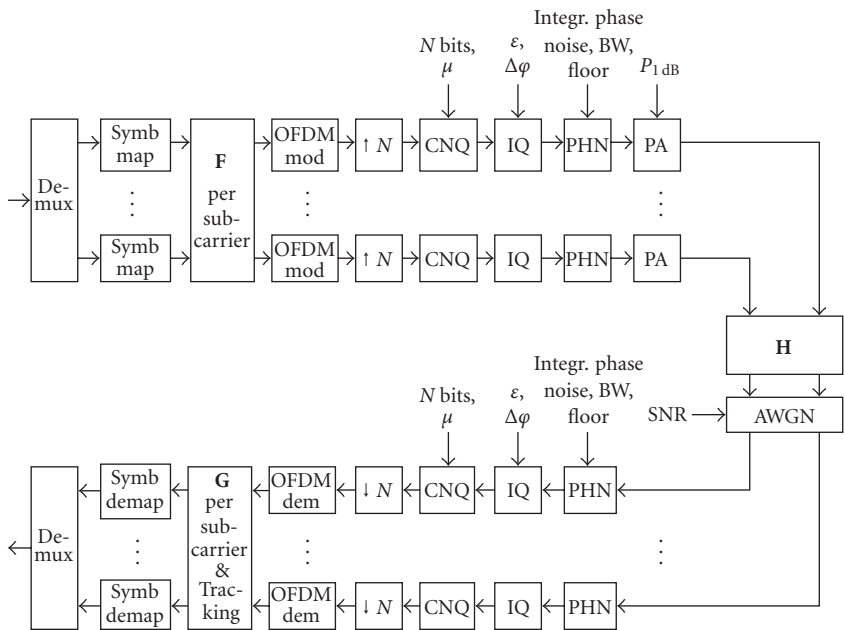 Integr. phase
noise, BW,
floor
N bits,
μ
ε,
Δφ
P1 dB
De-
mux
Symb
map
F
per
sub-
carrier
OFDM
mod
↑ N
CNQ
IQ
PHN
PA
Symb
map
OFDM
mod
↑ N
CNQ
IQ
PHN
PA
H
SNR
AWGN
Integr. phase
noise, BW,
floor
N bits,
μ
ε,
Δφ
De-
mux
Symb
demap
G
per
sub-
carrier
&
Trac-
king
OFDM
dem
↓ N
CNQ
IQ
PHN
Symb
demap
OFDM
dem
↓ N
CNQ
IQ
PHN